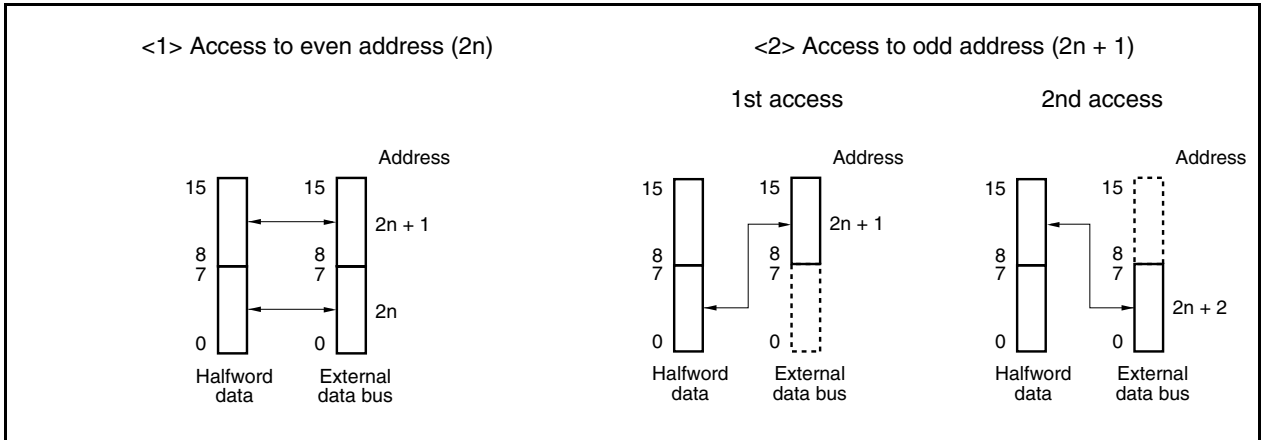 <1> Access to even address (2n)
<2> Access to odd address (2n + 1)
1st access
2nd access
Address
15
15
2n + 1
8
8
7
7
2n
0
0
Halfword
data
External
data bus
Address
15
15
2n + 1
8
8
7
7
0
0
Halfword
data
External
data bus
Address
15
15
8
8
7
7
2n + 2
0
0
Halfword
data
External
data bus